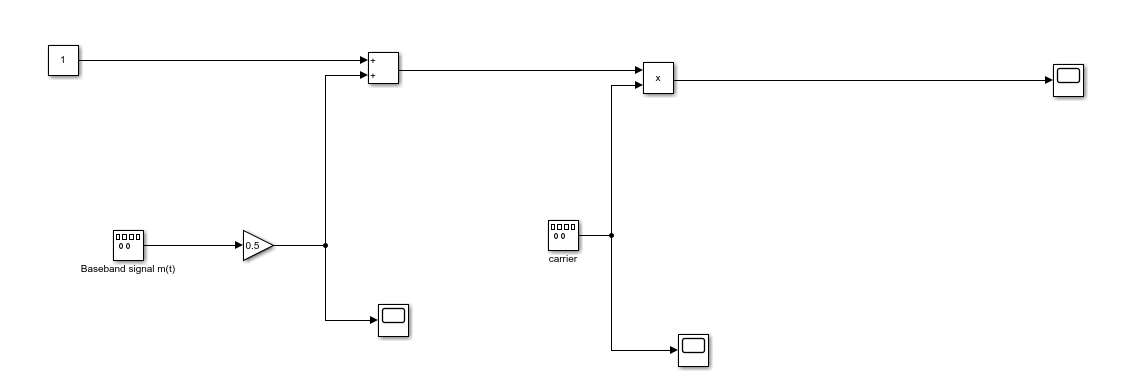 1
+
+
x
0.5
Baseband signal m(t)
carrier